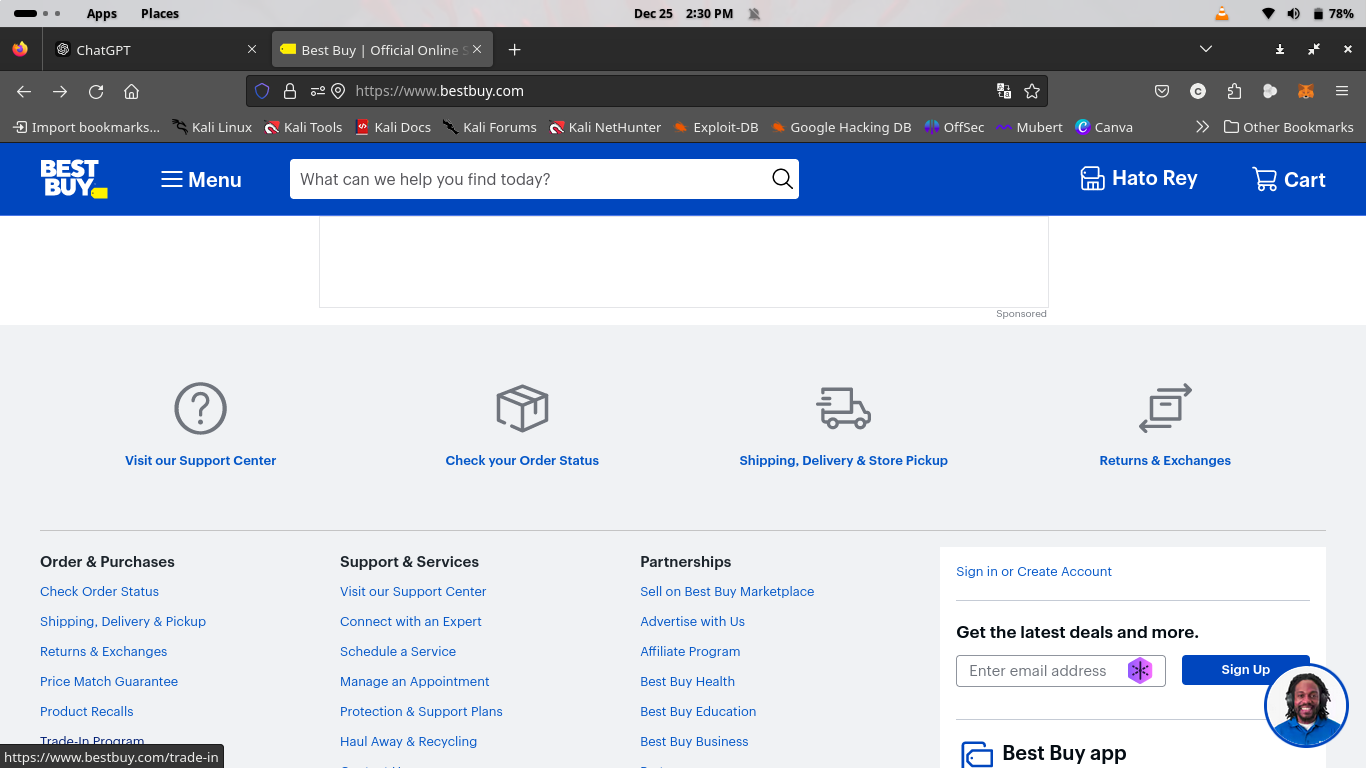 Apps Places Dec 25 2:30 PM 78%
ChatGPT Best Buy | Official Online S
https://www.bestbuy.com C
Import bookmarks... Kali Linux Kali Tools Kali Docs Kali Forums Kali NetHunter Exploit-DB Google Hacking DB OffSec Mubert Canva Other Bookmarks
BEST BUY Menu What can we help you find today? Hato Rey Cart
Sponsored
Visit our Support Center Check your Order Status Shipping, Delivery & Store Pickup Returns & Exchanges
Order & Purchases
Check Order Status
Shipping, Delivery & Pickup
Returns & Exchanges
Price Match Guarantee
Product Recalls
Trade-In Program
Support & Services
Visit our Support Center
Connect with an Expert
Schedule a Service
Manage an Appointment
Protection & Support Plans
Haul Away & Recycling
Partnerships
Sell on Best Buy Marketplace
Advertise with Us
Affiliate Program
Best Buy Health
Best Buy Education
Best Buy Business
Sign in or Create Account
Get the latest deals and more.
Enter email address Sign Up
Best Buy app
https://www.bestbuy.com/trade-in